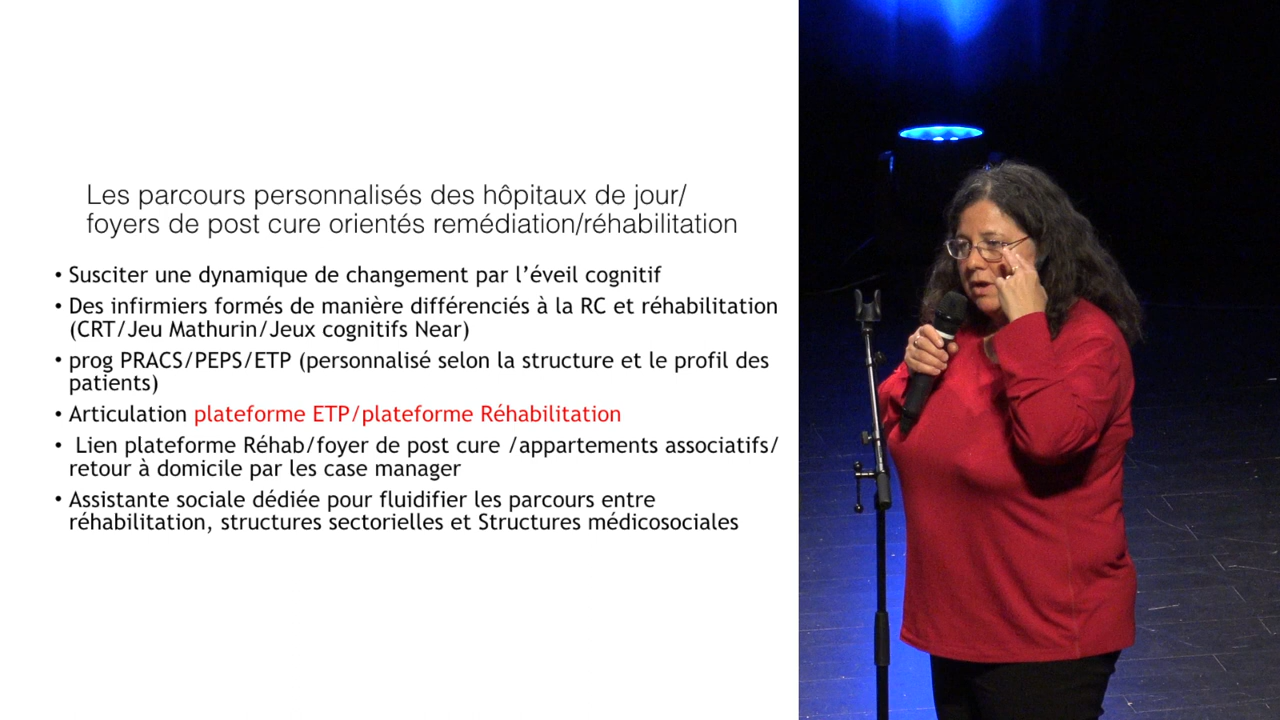 Les parcours personnalisés des hôpitaux de jour/
foyers de post cure orientés remédiation/réhabilitation
• Susciter une dynamique de changement par l’éveil cognitif
• Des infirmiers formés de manière différenciés à la RC et réhabilitation
(CRT/Jeu Mathurin/Jeux cognitifs Near)
• prog PRACS/PEPS/ETP (personnalisé selon la structure et le profil des
patients)
• Articulation plateforme ETP/plateforme Réhabilitation
• Lien plateforme Réhab/foyer de post cure /appartements associatifs/
retour à domicile par les case manager
• Assistante sociale dédiée pour fluidifier les parcours entre
réhabilitation, structures sectorielles et Structures médicosociales